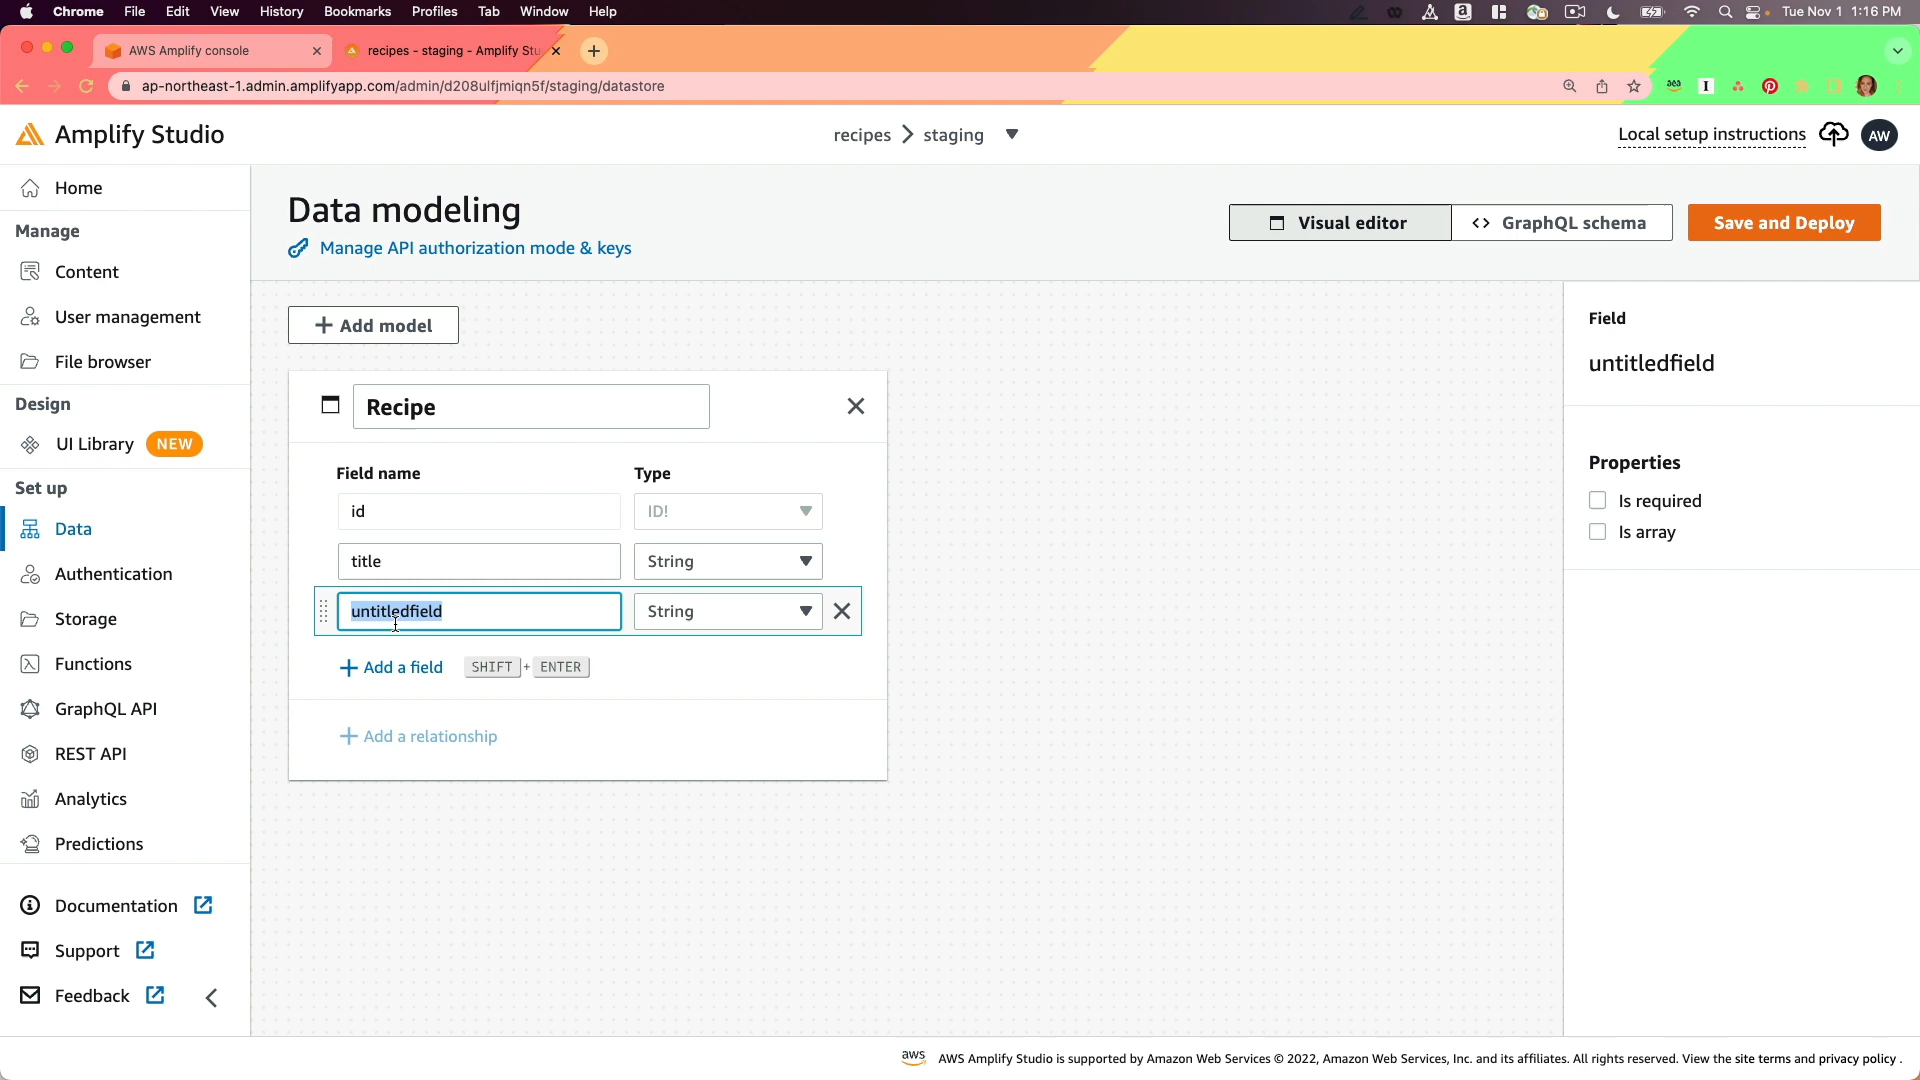 Chrome File Edit View History Bookmarks Profiles Tab Window Help Tue Nov 1 1:16 PM
AWS Amplify console
recipes - staging - Amplify Stu
ap-northeast-1.admin.amplifyapp.com/admin/d208ulfjmiqn5f/staging/datastore
Amplify Studio
recipes > staging
Local setup instructions
AW
Home
Manage
Content
User management
File browser
Design
UI Library NEW
Set up
Data
Authentication
Storage
Functions
GraphQL API
REST API
Analytics
Predictions
Documentation
Support
Feedback
Data modeling
Manage API authorization mode & keys
Visual editor
<> GraphQL schema
Save and Deploy
+ Add model
Recipe
Field name Type
id ID!
title String
untitledfield String
+ Add a field SHIFT + ENTER
+ Add a relationship
Field
untitledfield
Properties
Is required
Is array
aws AWS Amplify Studio is supported by Amazon Web Services © 2022, Amazon Web Services, Inc. and its affiliates. All rights reserved. View the site terms and privacy policy .